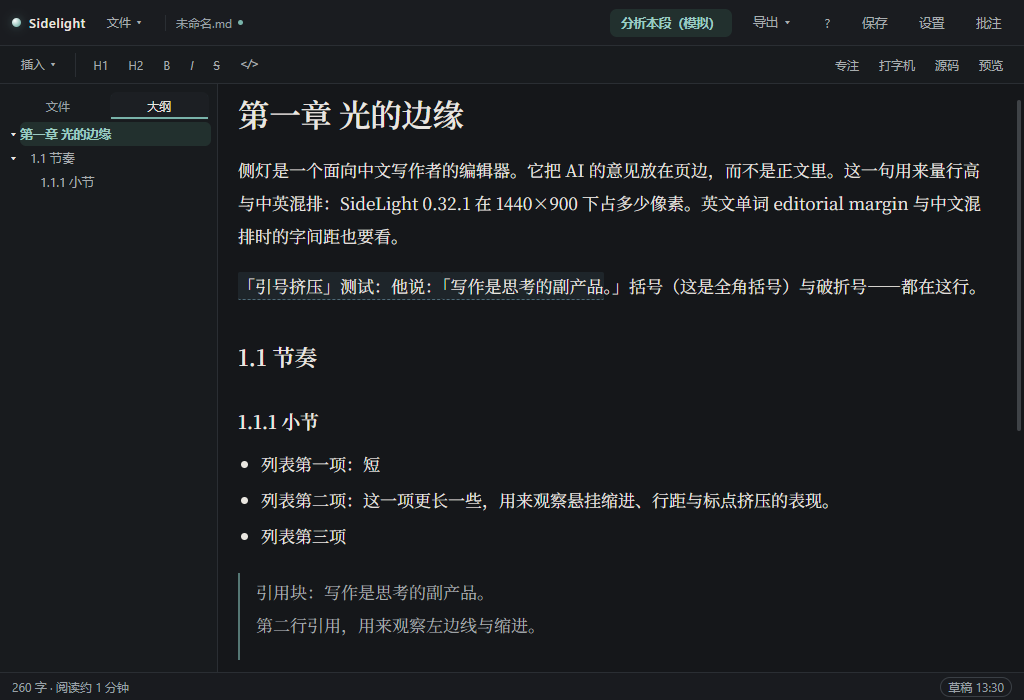 Sidelight 文件 未命名.md 分析本段（模拟） 导出 ? 保存 设置 批注
插入 H1 H2 B I S </> 专注 打字机 源码 预览
文件 大纲
第一章 光的边缘
1.1 节奏
1.1.1 小节
第一章 光的边缘
侧灯是一个面向中文写作者的编辑器。它把 AI 的意见放在页边，而不是正文里。这一句用来量行高
与中英混排：SideLight 0.32.1 在 1440×900 下占多少像素。英文单词 editorial margin 与中文混
排时的字间距也要看。
「引号挤压」测试：他说：「写作是思考的副产品。」括号（这是全角括号）与破折号——都在这行。
1.1 节奏
1.1.1 小节
列表第一项：短
列表第二项：这一项更长一些，用来观察悬挂缩进、行距与标点挤压的表现。
列表第三项
引用块：写作是思考的副产品。
第二行引用，用来观察左边线与缩进。
260 字 · 阅读约 1 分钟 草稿 13:30